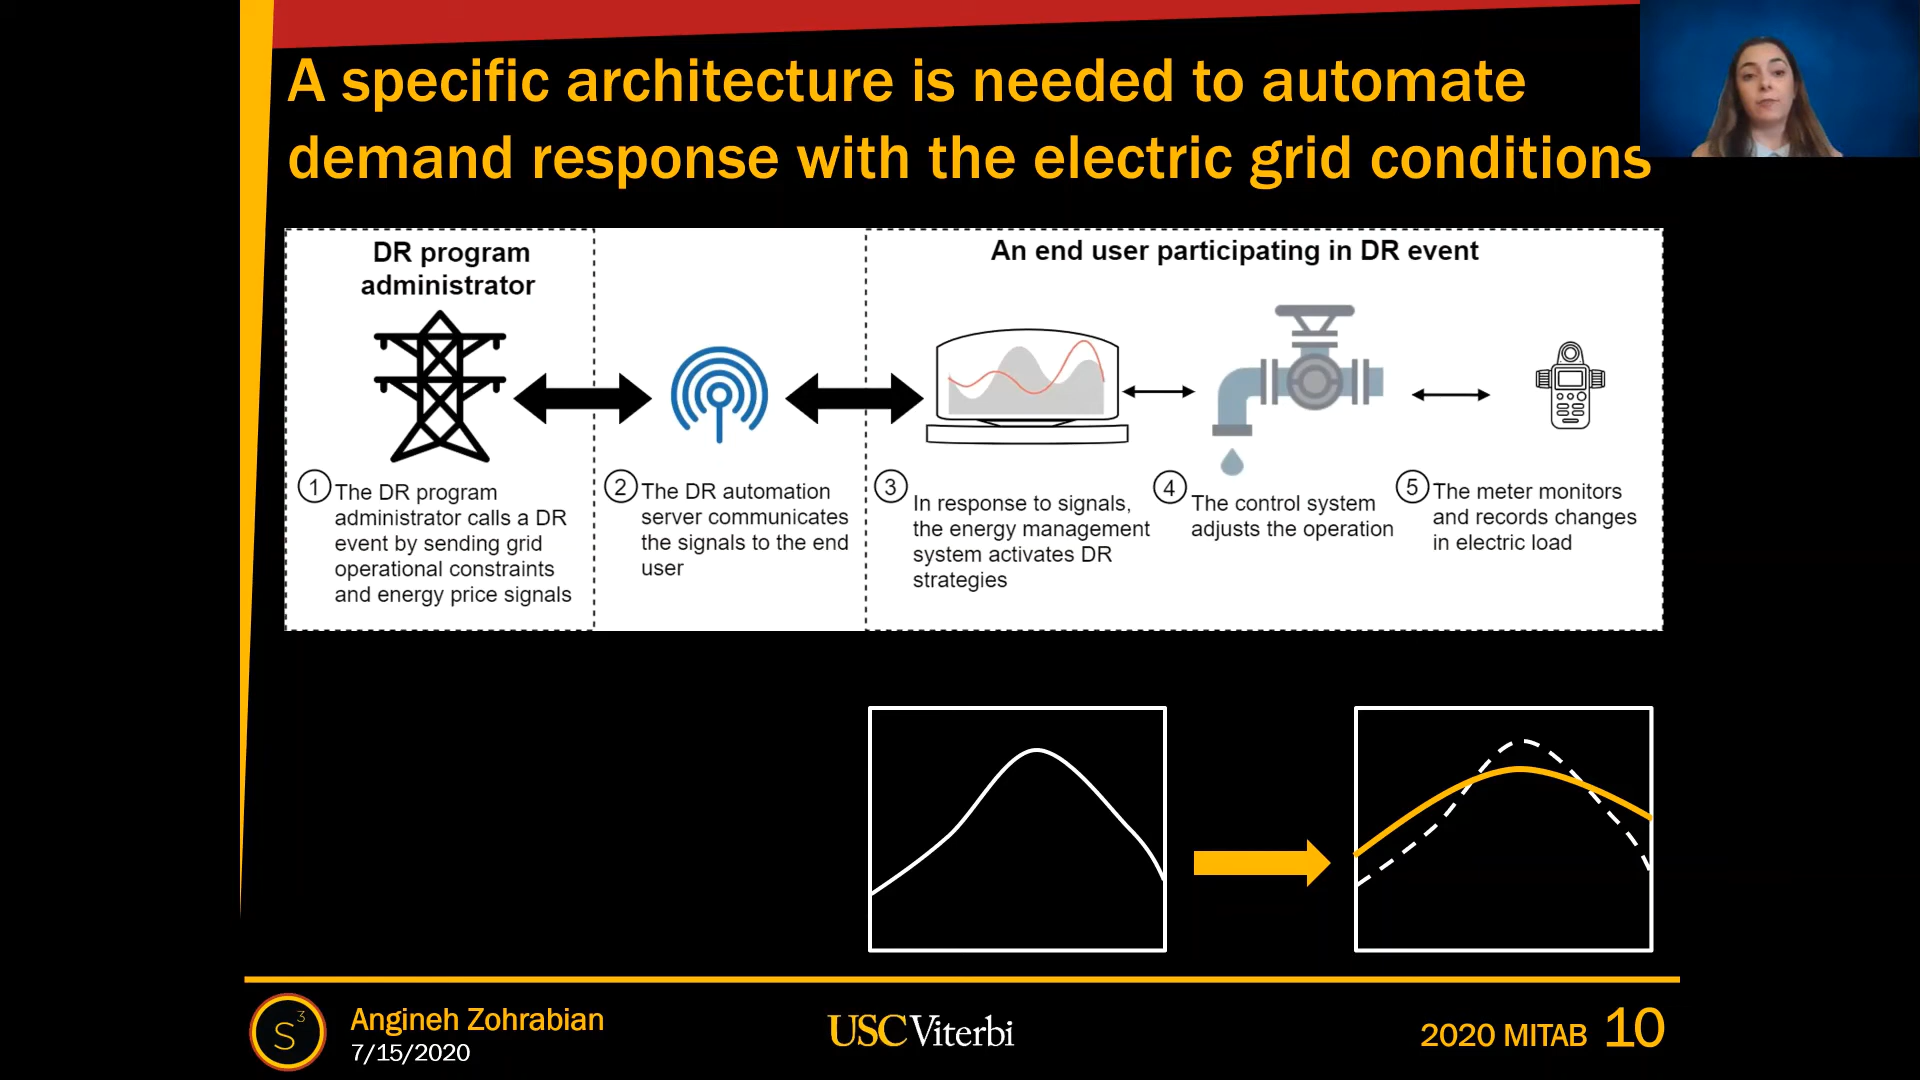 A specific architecture is needed to automate
demand response with the electric grid conditions
DR program
administrator
An end user participating in DR event
1 The DR program
administrator calls a DR
event by sending grid
operational constraints
and energy price signals
2 The DR automation
server communicates
the signals to the end
user
3 In response to signals,
the energy management
system activates DR
strategies
4 The control system
adjusts the operation
5 The meter monitors
and records changes
in electric load
S3
Angineh Zohrabian
7/15/2020
USC Viterbi
2020 MITAB 10